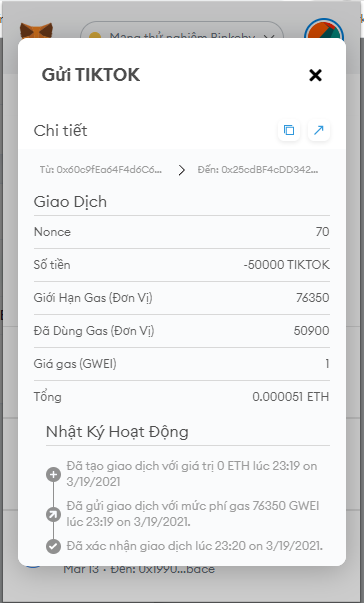 Mạng thử nghiệm Rinkeby
Gửi TIKTOK
Chi tiết
Từ: 0x60c9fEa64F4d6C6... Đến: 0x25cdBF4cDD342...
Giao Dịch
Nonce 70
Số tiền -50000 TIKTOK
Giới Hạn Gas (Đơn Vị) 76350
Đã Dùng Gas (Đơn Vị) 50900
Giá gas (GWEI) 1
Tổng 0.000051 ETH
Nhật Ký Hoạt Động
Đã tạo giao dịch với giá trị 0 ETH lúc 23:19 on
3/19/2021
Đã gửi giao dịch với mức phí gas 76350 GWEI
lúc 23:19 on 3/19/2021.
Đã xác nhận giao dịch lúc 23:20 on 3/19/2021.
Mar 13 · Đến: 0x1990...bace